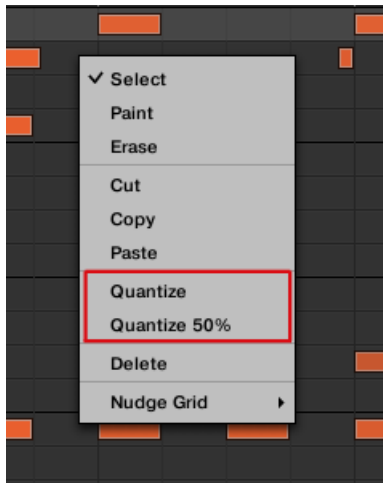 Select
Paint
Erase
Cut
Copy
Paste
Quantize
Quantize 50%
Delete
Nudge Grid